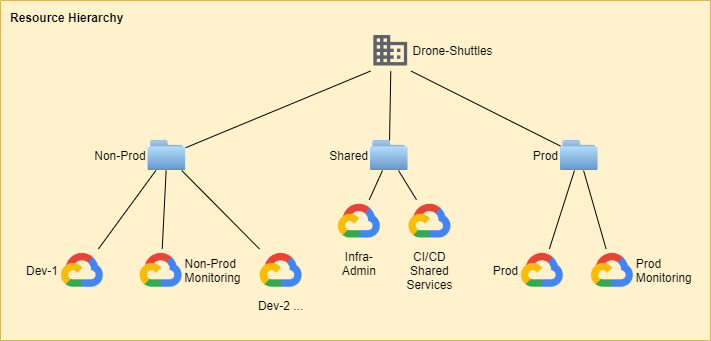 Resource Hierarchy
Drone-Shuttles
Non-Prod
Shared
Prod
Dev-1
Non-Prod
Monitoring
Dev-2 ...
Infra-
Admin
CI/CD
Shared
Services
Prod
Prod
Monitoring